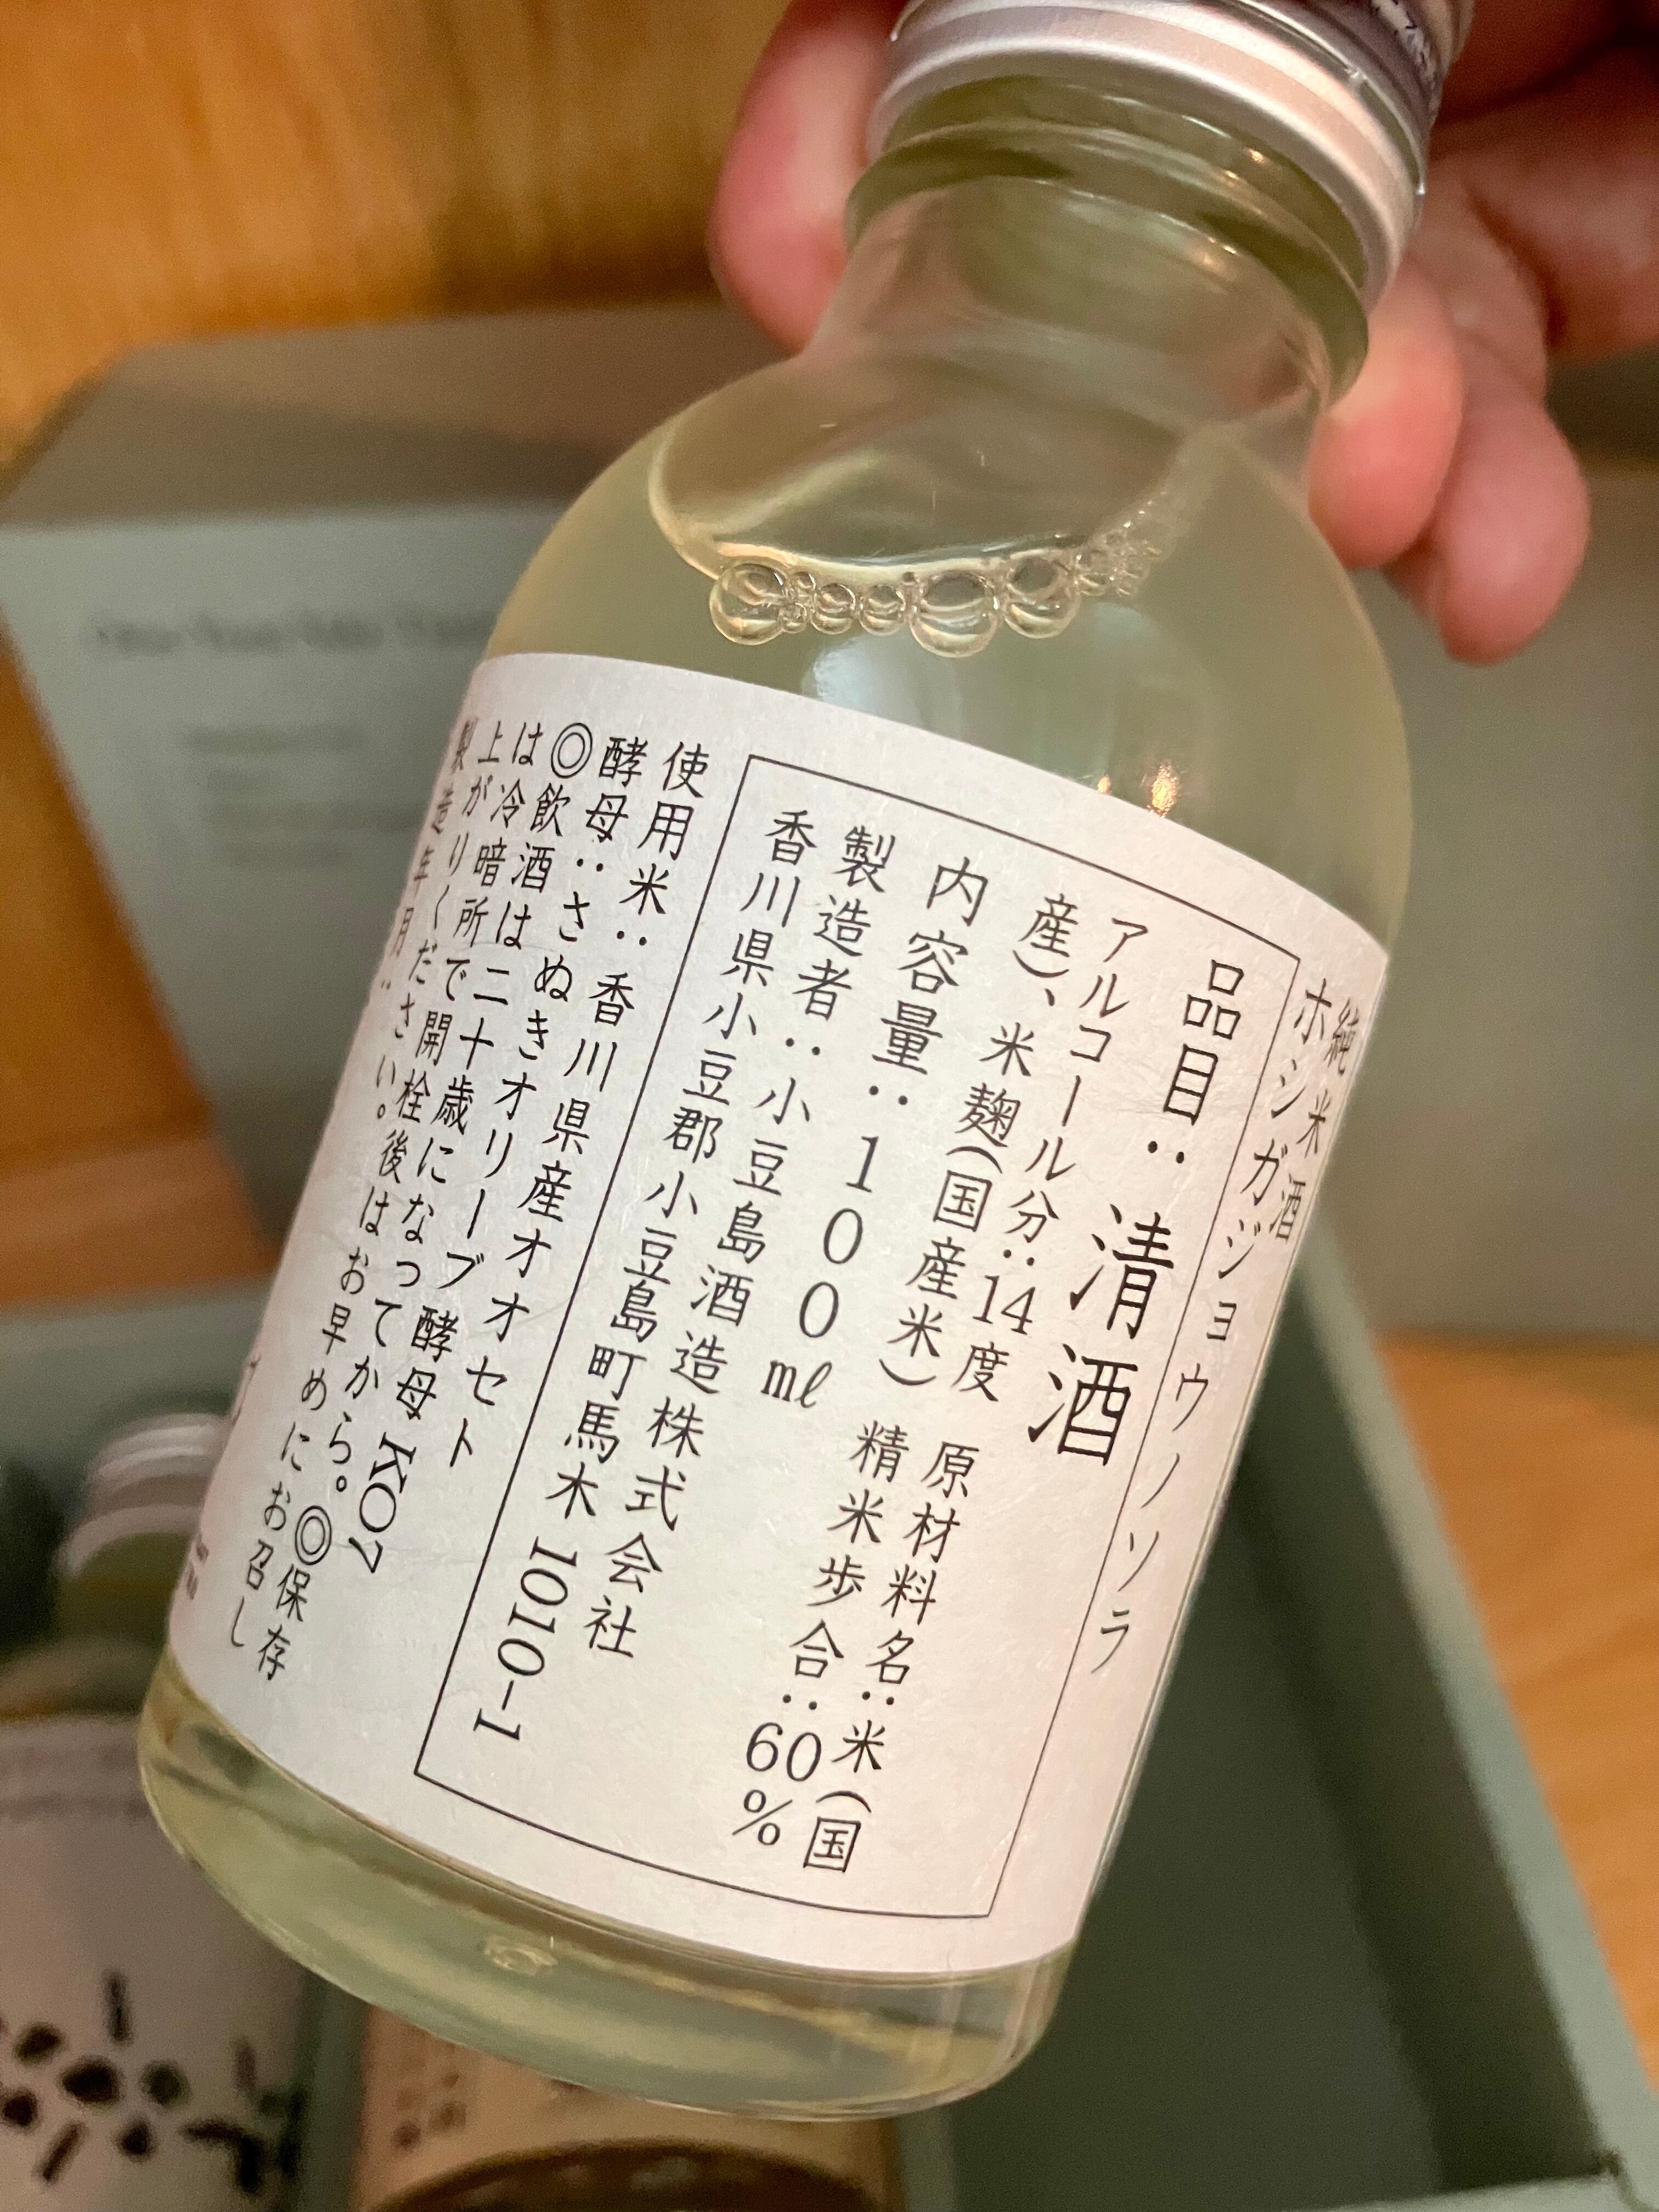 純米酒
ホシガジョウノソラ
品目：清酒
アルコール分：14度　原材料名：米（国
産）、米麹（国産米）　精米歩合：60%
内容量：100㎖
製造者：小豆島酒造株式会社
香川県小豆郡小豆島町馬木1010-1
使用米：香川県産オオセト
酵母：さぬきオリーブ酵母KO7
◎飲酒は二十歳になってから。◎保存
は冷暗所で開栓後はお早めにお召し
上がりください。
製造年月：